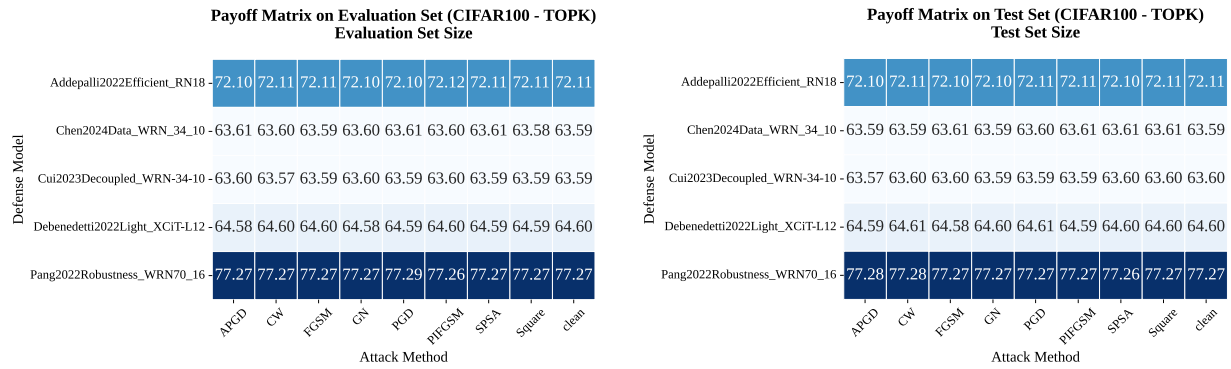 Payoff Matrix on Evaluation Set (CIFAR100 - TOPK)
Evaluation Set Size
Defense Model
Addepalli2022Efficient_RN18 72.10 72.11 72.11 72.10 72.10 72.12 72.11 72.11 72.11
Chen2024Data_WRN_34_10 63.61 63.60 63.59 63.60 63.61 63.60 63.61 63.58 63.59
Cui2023Decoupled_WRN-34-10 63.60 63.57 63.59 63.60 63.59 63.60 63.59 63.59 63.59
Debenedetti2022Light_XCiT-L12 64.58 64.60 64.60 64.58 64.59 64.60 64.59 64.59 64.60
Pang2022Robustness_WRN70_16 77.27 77.27 77.27 77.27 77.29 77.26 77.27 77.27 77.27
APGD CW FGSM GN PGD PIFGSM SPSA Square clean
Attack Method
Payoff Matrix on Test Set (CIFAR100 - TOPK)
Test Set Size
Defense Model
Addepalli2022Efficient_RN18 72.10 72.11 72.10 72.10 72.11 72.11 72.10 72.11 72.11
Chen2024Data_WRN_34_10 63.59 63.59 63.61 63.59 63.60 63.61 63.61 63.61 63.59
Cui2023Decoupled_WRN-34-10 63.57 63.60 63.60 63.59 63.59 63.59 63.60 63.60 63.60
Debenedetti2022Light_XCiT-L12 64.59 64.61 64.58 64.60 64.61 64.59 64.60 64.60 64.60
Pang2022Robustness_WRN70_16 77.28 77.28 77.27 77.27 77.27 77.27 77.26 77.27 77.27
APGD CW FGSM GN PGD PIFGSM SPSA Square clean
Attack Method